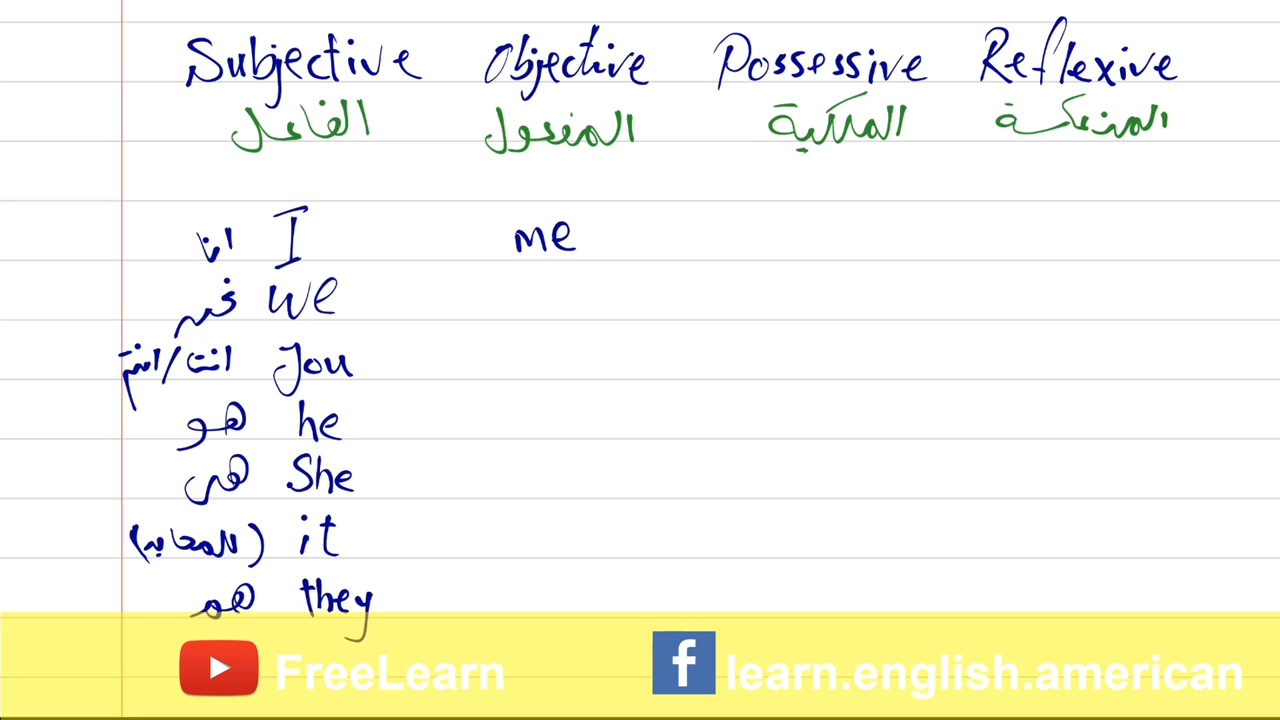 Subjective Objective Possessive Reflexive
الفاعل المفعول الملكية المنعكسة
انا I me
نحن we
انت/انتم you
هو he
هي She
(للمحايد) it
هم they
FreeLearn learn.english.american